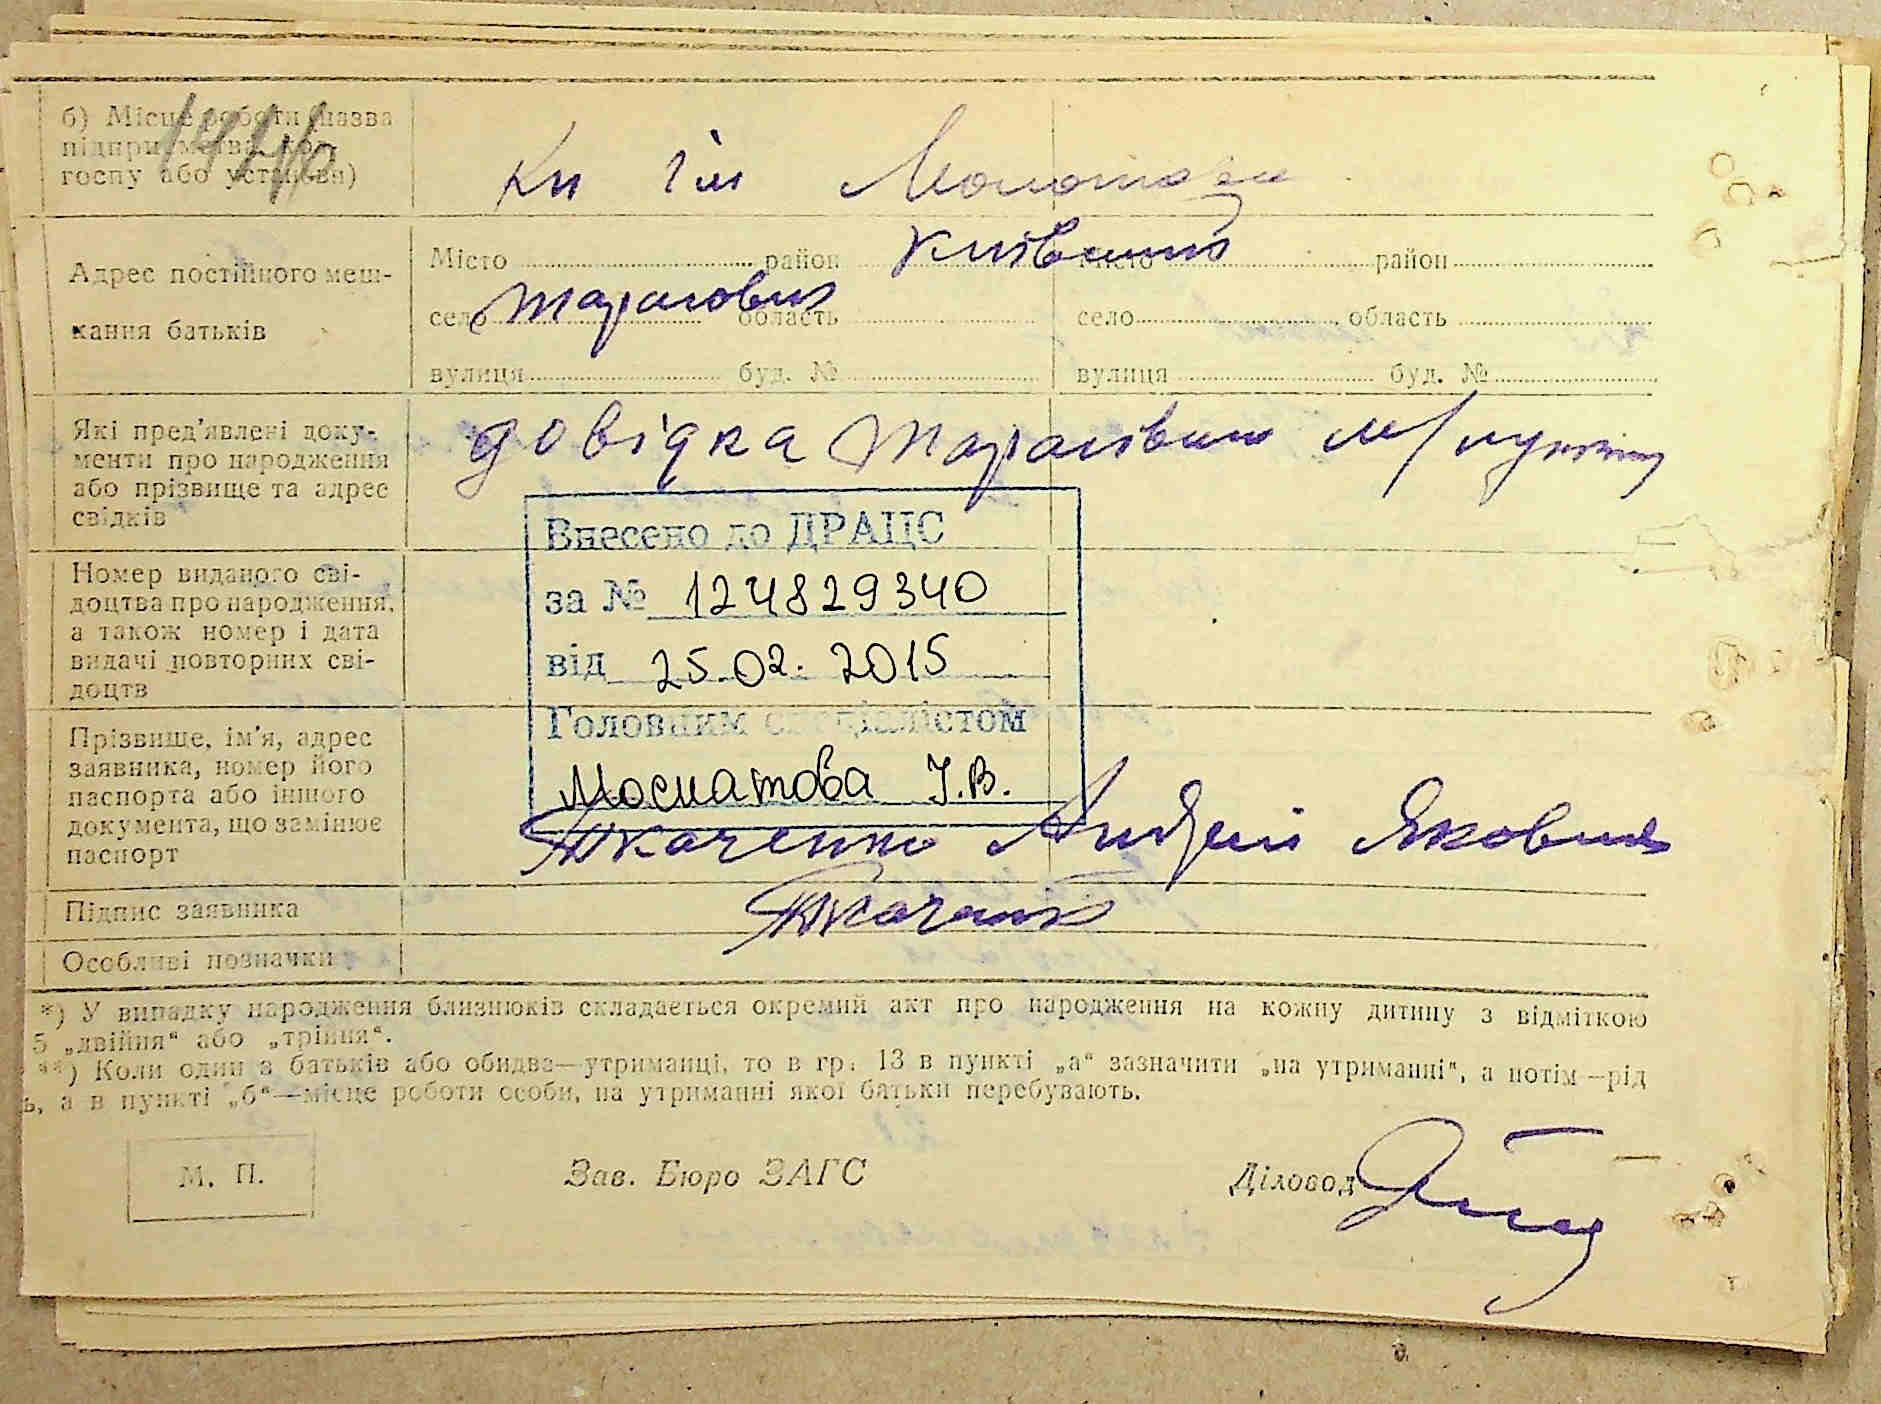 б) Місце роботи (назва
підприємства, кол-
госпу або установи)
Кп ім Молотова
Адрес постійного меш-
кання батьків
Місто район Місто район
село область село область
вулиця буд. № вулиця буд. №
Які пред'явлені доку-
менти про народження
або прізвище та адрес
свідків
довідка
Внесено до ДРАЦС
за № 124829340
від 25.02.2015
Головним спеціалістом
Номер виданого сві-
доцтва про народження,
а також номер і дата
видачі повторних сві-
доцтв
Прізвище, ім'я, адрес
заявника, номер його
паспорта або іншого
документа, що замінює
паспорт
Ткаченко Андрій Якович
Підпис заявника
Ткаченко
Особливі позначки
*) У випадку народження близнюків складається окремий акт про народження на кожну дитину з відміткою
5 „двійня“ або „трійня“.
**) Коли один з батьків або обидва—утриманці, то в гр. 13 в пункті „а“ зазначити „на утриманні“, а потім—рід
ь, а в пункті „б“—місце роботи особи, на утриманні якої батьки перебувають.
М. П. Зав. Бюро ЗАГС Діловод